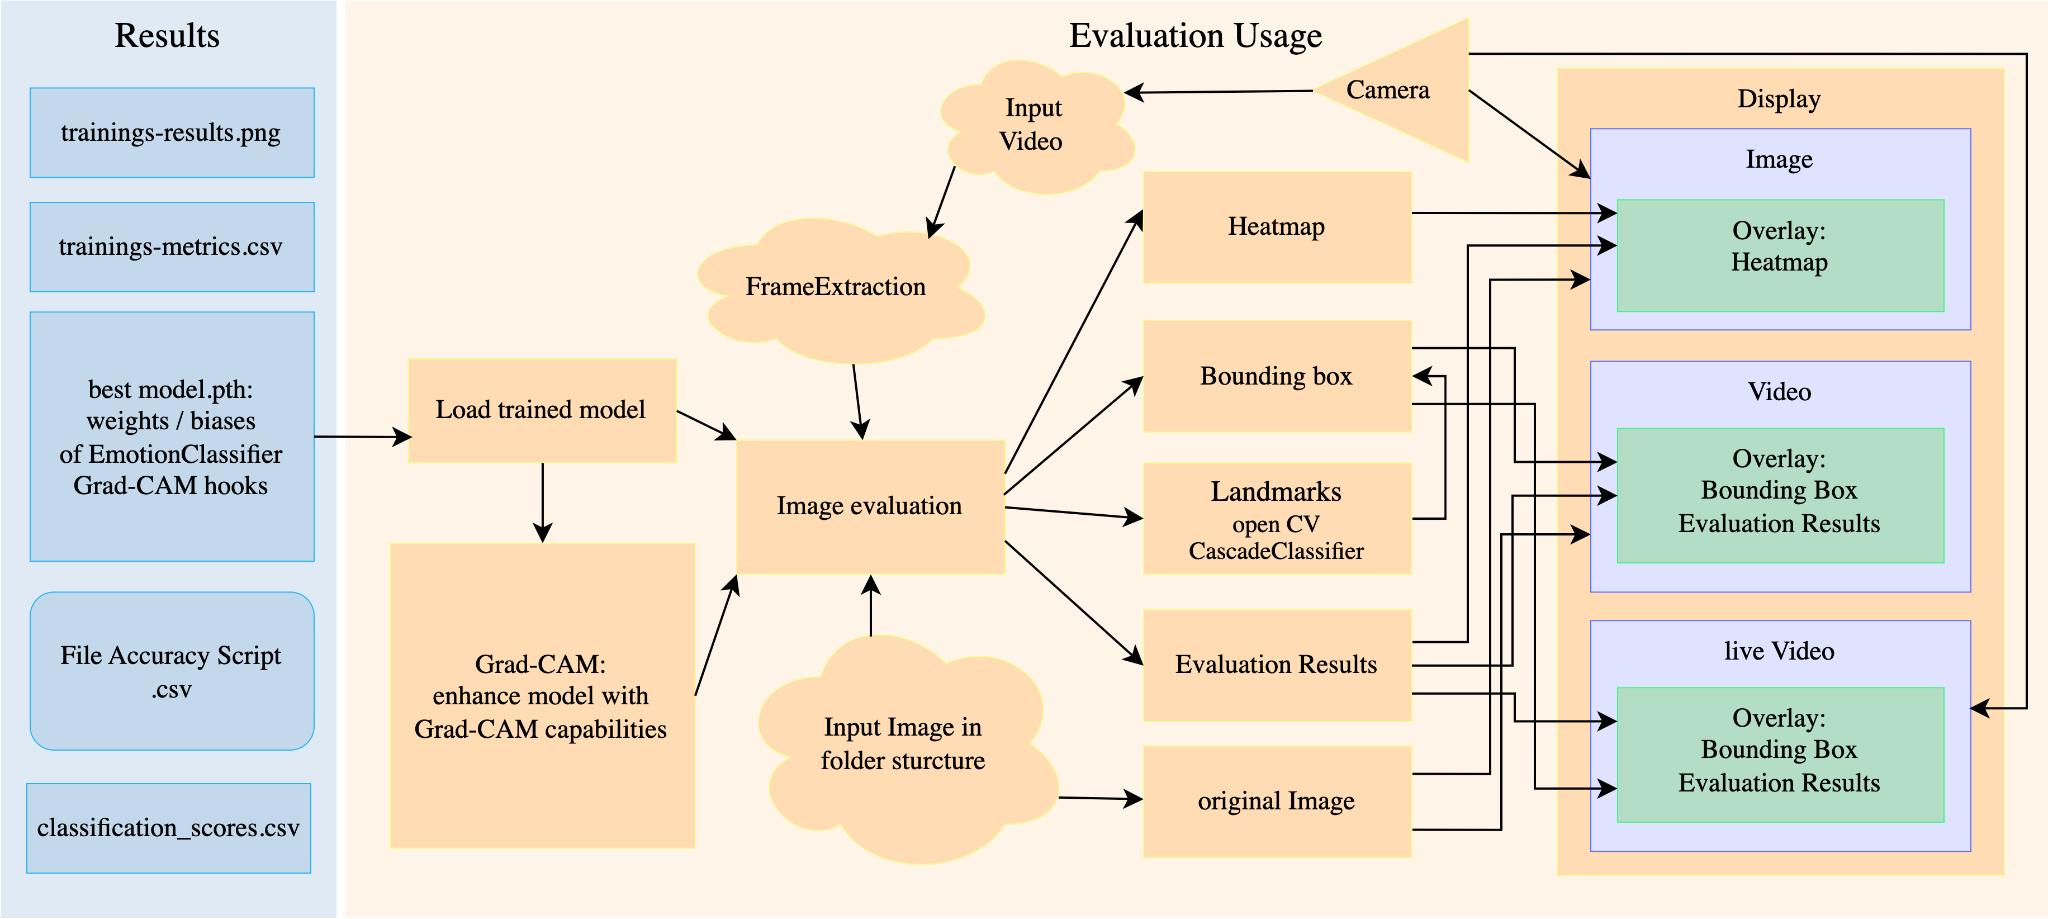 Results
trainings-results.png
trainings-metrics.csv
best model.pth:
weights / biases
of EmotionClassifier
Grad-CAM hooks
File Accuracy Script
.csv
classification_scores.csv
Evaluation Usage
Input
Video
Camera
FrameExtraction
Load trained model
Image evaluation
Grad-CAM:
enhance model with
Grad-CAM capabilities
Input Image in
folder sturcture
Heatmap
Bounding box
Landmarks
open CV
CascadeClassifier
Evaluation Results
original Image
Display
Image
Overlay:
Heatmap
Video
Overlay:
Bounding Box
Evaluation Results
live Video
Overlay:
Bounding Box
Evaluation Results